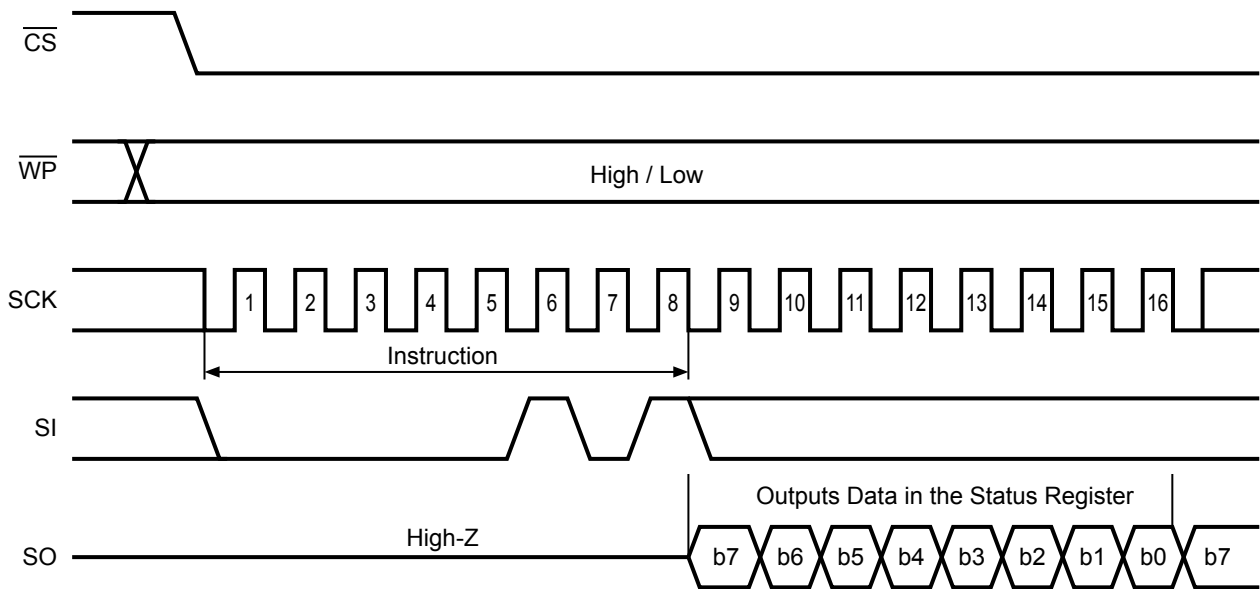 CS
WP
High / Low
SCK
1 2 3 4 5 6 7 8 9 10 11 12 13 14 15 16
Instruction
SI
Outputs Data in the Status Register
High-Z
SO
b7 b6 b5 b4 b3 b2 b1 b0 b7